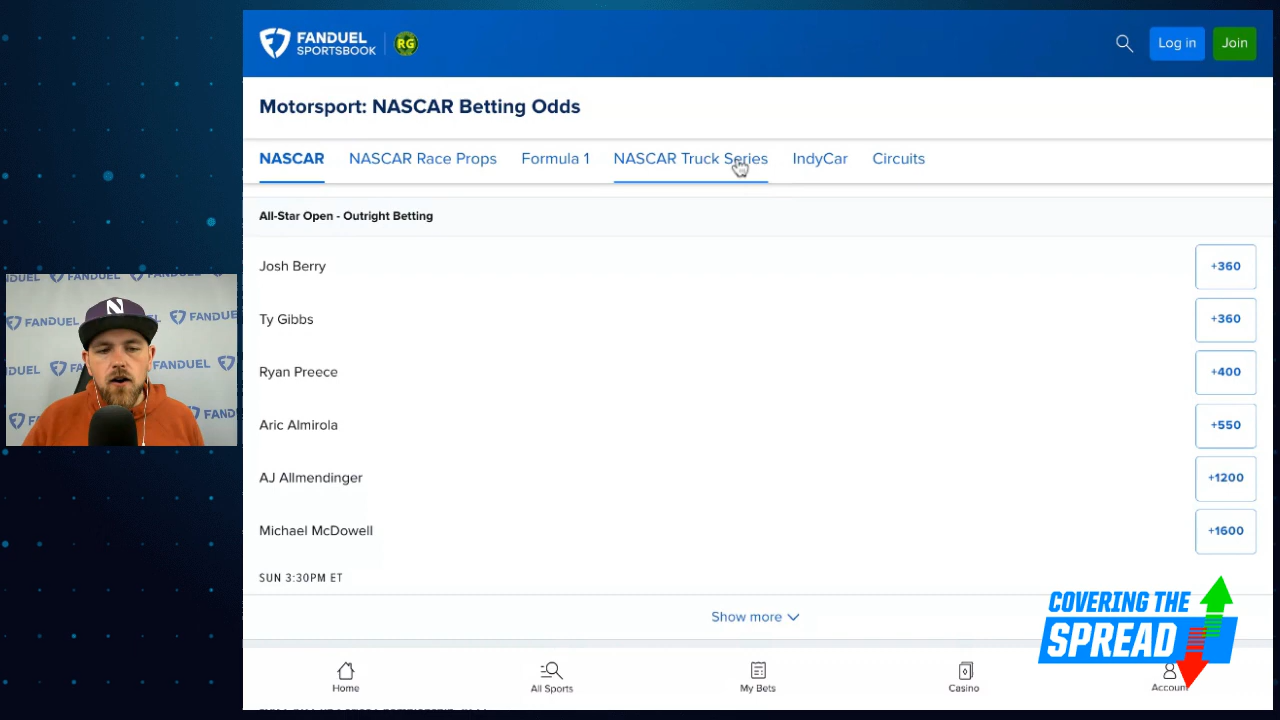 FANDUEL
SPORTSBOOK
RG
Log in
Join
Motorsport: NASCAR Betting Odds
NASCAR
NASCAR Race Props
Formula 1
NASCAR Truck Series
IndyCar
Circuits
All-Star Open - Outright Betting
Josh Berry
+360
Ty Gibbs
+360
Ryan Preece
+400
Aric Almirola
+550
AJ Allmendinger
+1200
Michael McDowell
+1600
SUN 3:30PM ET
Show more
COVERING THE
SPREAD
Home
All Sports
My Bets
Casino
Account
FANDUEL
FANDUEL
FANDUEL
N